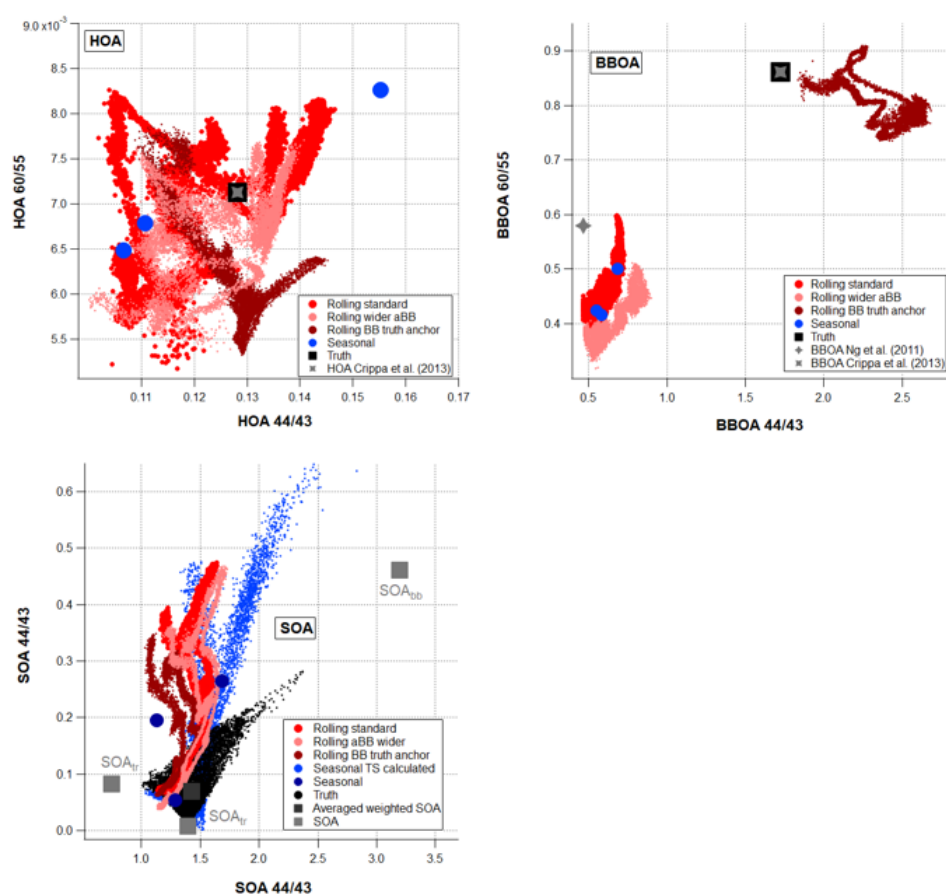 9.0 x10⁻³
HOA
8.5
8.0
7.5
7.0
6.5
6.0
5.5
HOA 60/55
Rolling standard
Rolling wider aBB
Rolling BB truth anchor
Seasonal
Truth
HOA Crippa et al. (2013)
0.11 0.12 0.13 0.14 0.15 0.16 0.17
HOA 44/43
BBOA
0.9
0.8
0.7
0.6
0.5
0.4
BBOA 60/55
Rolling standard
Rolling wider aBB
Rolling BB truth anchor
Seasonal
Truth
BBOA Ng et al. (2011)
BBOA Crippa et al. (2013)
0.5 1.0 1.5 2.0 2.5
BBOA 44/43
0.6
0.5
0.4
0.3
0.2
0.1
0.0
SOA 44/43
SOAbb
SOA
SOAtr
SOAtr
Rolling standard
Rolling aBB wider
Rolling BB truth anchor
Seasonal TS calculated
Seasonal
Truth
Averaged weighted SOA
SOA
1.0 1.5 2.0 2.5 3.0 3.5
SOA 44/43